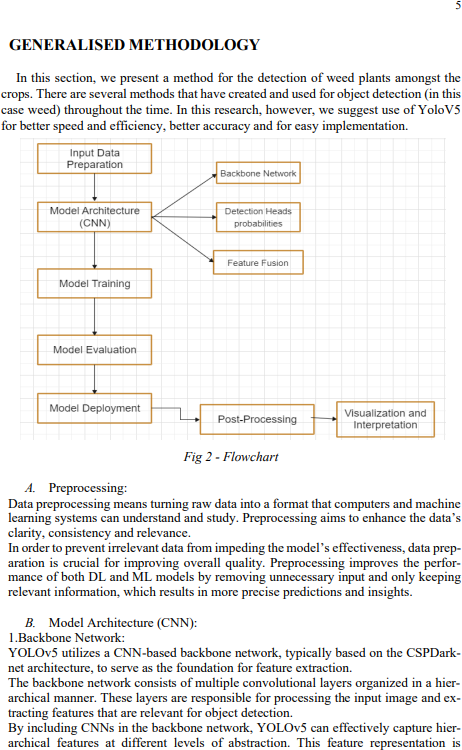 5
GENERALISED METHODOLOGY
In this section, we present a method for the detection of weed plants amongst the
crops. There are several methods that have created and used for object detection (in this
case weed) throughout the time. In this research, however, we suggest use of YoloV5
for better speed and efficiency, better accuracy and for easy implementation.
Input Data
Preparation
Backbone Network
Model Architecture
(CNN)
Detection Heads
probabilities
Feature Fusion
Model Training
Model Evaluation
Model Deployment
Post-Processing
Visualization and
Interpretation
Fig 2 - Flowchart
A. Preprocessing:
Data preprocessing means turning raw data into a format that computers and machine
learning systems can understand and study. Preprocessing aims to enhance the data’s
clarity, consistency and relevance.
In order to prevent irrelevant data from impeding the model’s effectiveness, data prep-
aration is crucial for improving overall quality. Preprocessing improves the perfor-
mance of both DL and ML models by removing unnecessary input and only keeping
relevant information, which results in more precise predictions and insights.
B. Model Architecture (CNN):
1.Backbone Network:
YOLOv5 utilizes a CNN-based backbone network, typically based on the CSPDark-
net architecture, to serve as the foundation for feature extraction.
The backbone network consists of multiple convolutional layers organized in a hier-
archical manner. These layers are responsible for processing the input image and ex-
tracting features that are relevant for object detection.
By including CNNs in the backbone network, YOLOv5 can effectively capture hier-
archical features at different levels of abstraction. This feature representation is